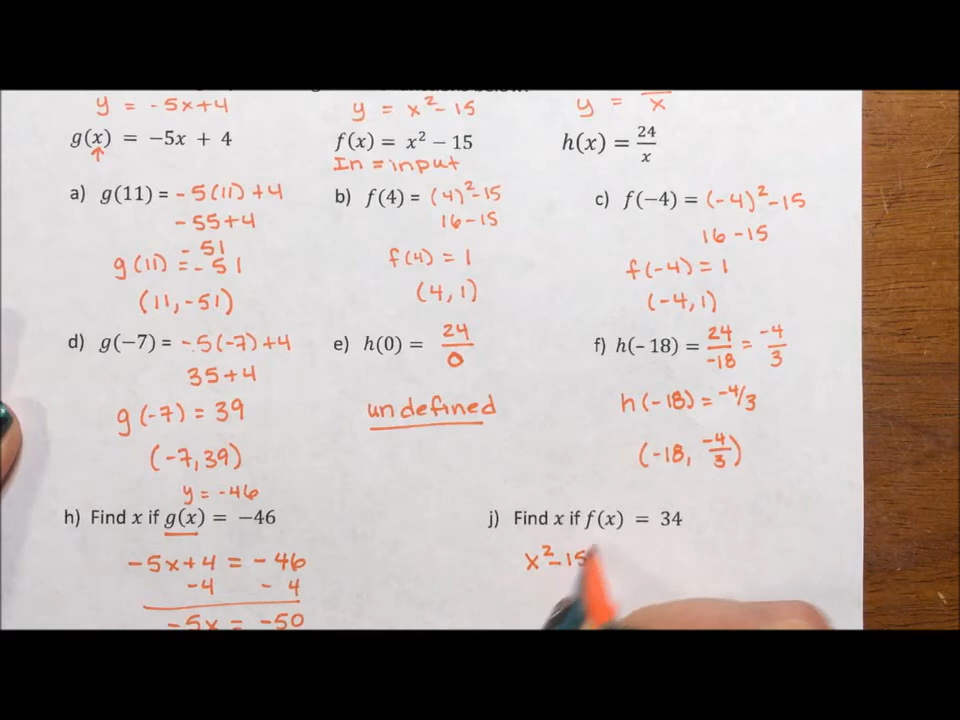 y = -5x+4
y = x²-15
y = x
g(x) = −5x + 4
f(x) = x² − 15
h(x) = 24/x
In = input
a) g(11) = -5(11)+4
-55+4
-51
g(11) = -51
(11,-51)
b) f(4) = (4)²-15
16-15
f(4) = 1
(4,1)
c) f(−4) = (-4)²-15
16-15
f(-4) = 1
(-4,1)
d) g(−7) = -5(-7)+4
35+4
g(-7) = 39
(-7,39)
e) h(0) = 24/0
undefined
f) h(−18) = 24/-18 = -4/3
h(-18) = -4/3
(-18, -4/3)
y = -46
h) Find x if g(x) = −46
-5x+4 = -46
-4 -4
-5x = -50
j) Find x if f(x) = 34
x²-15